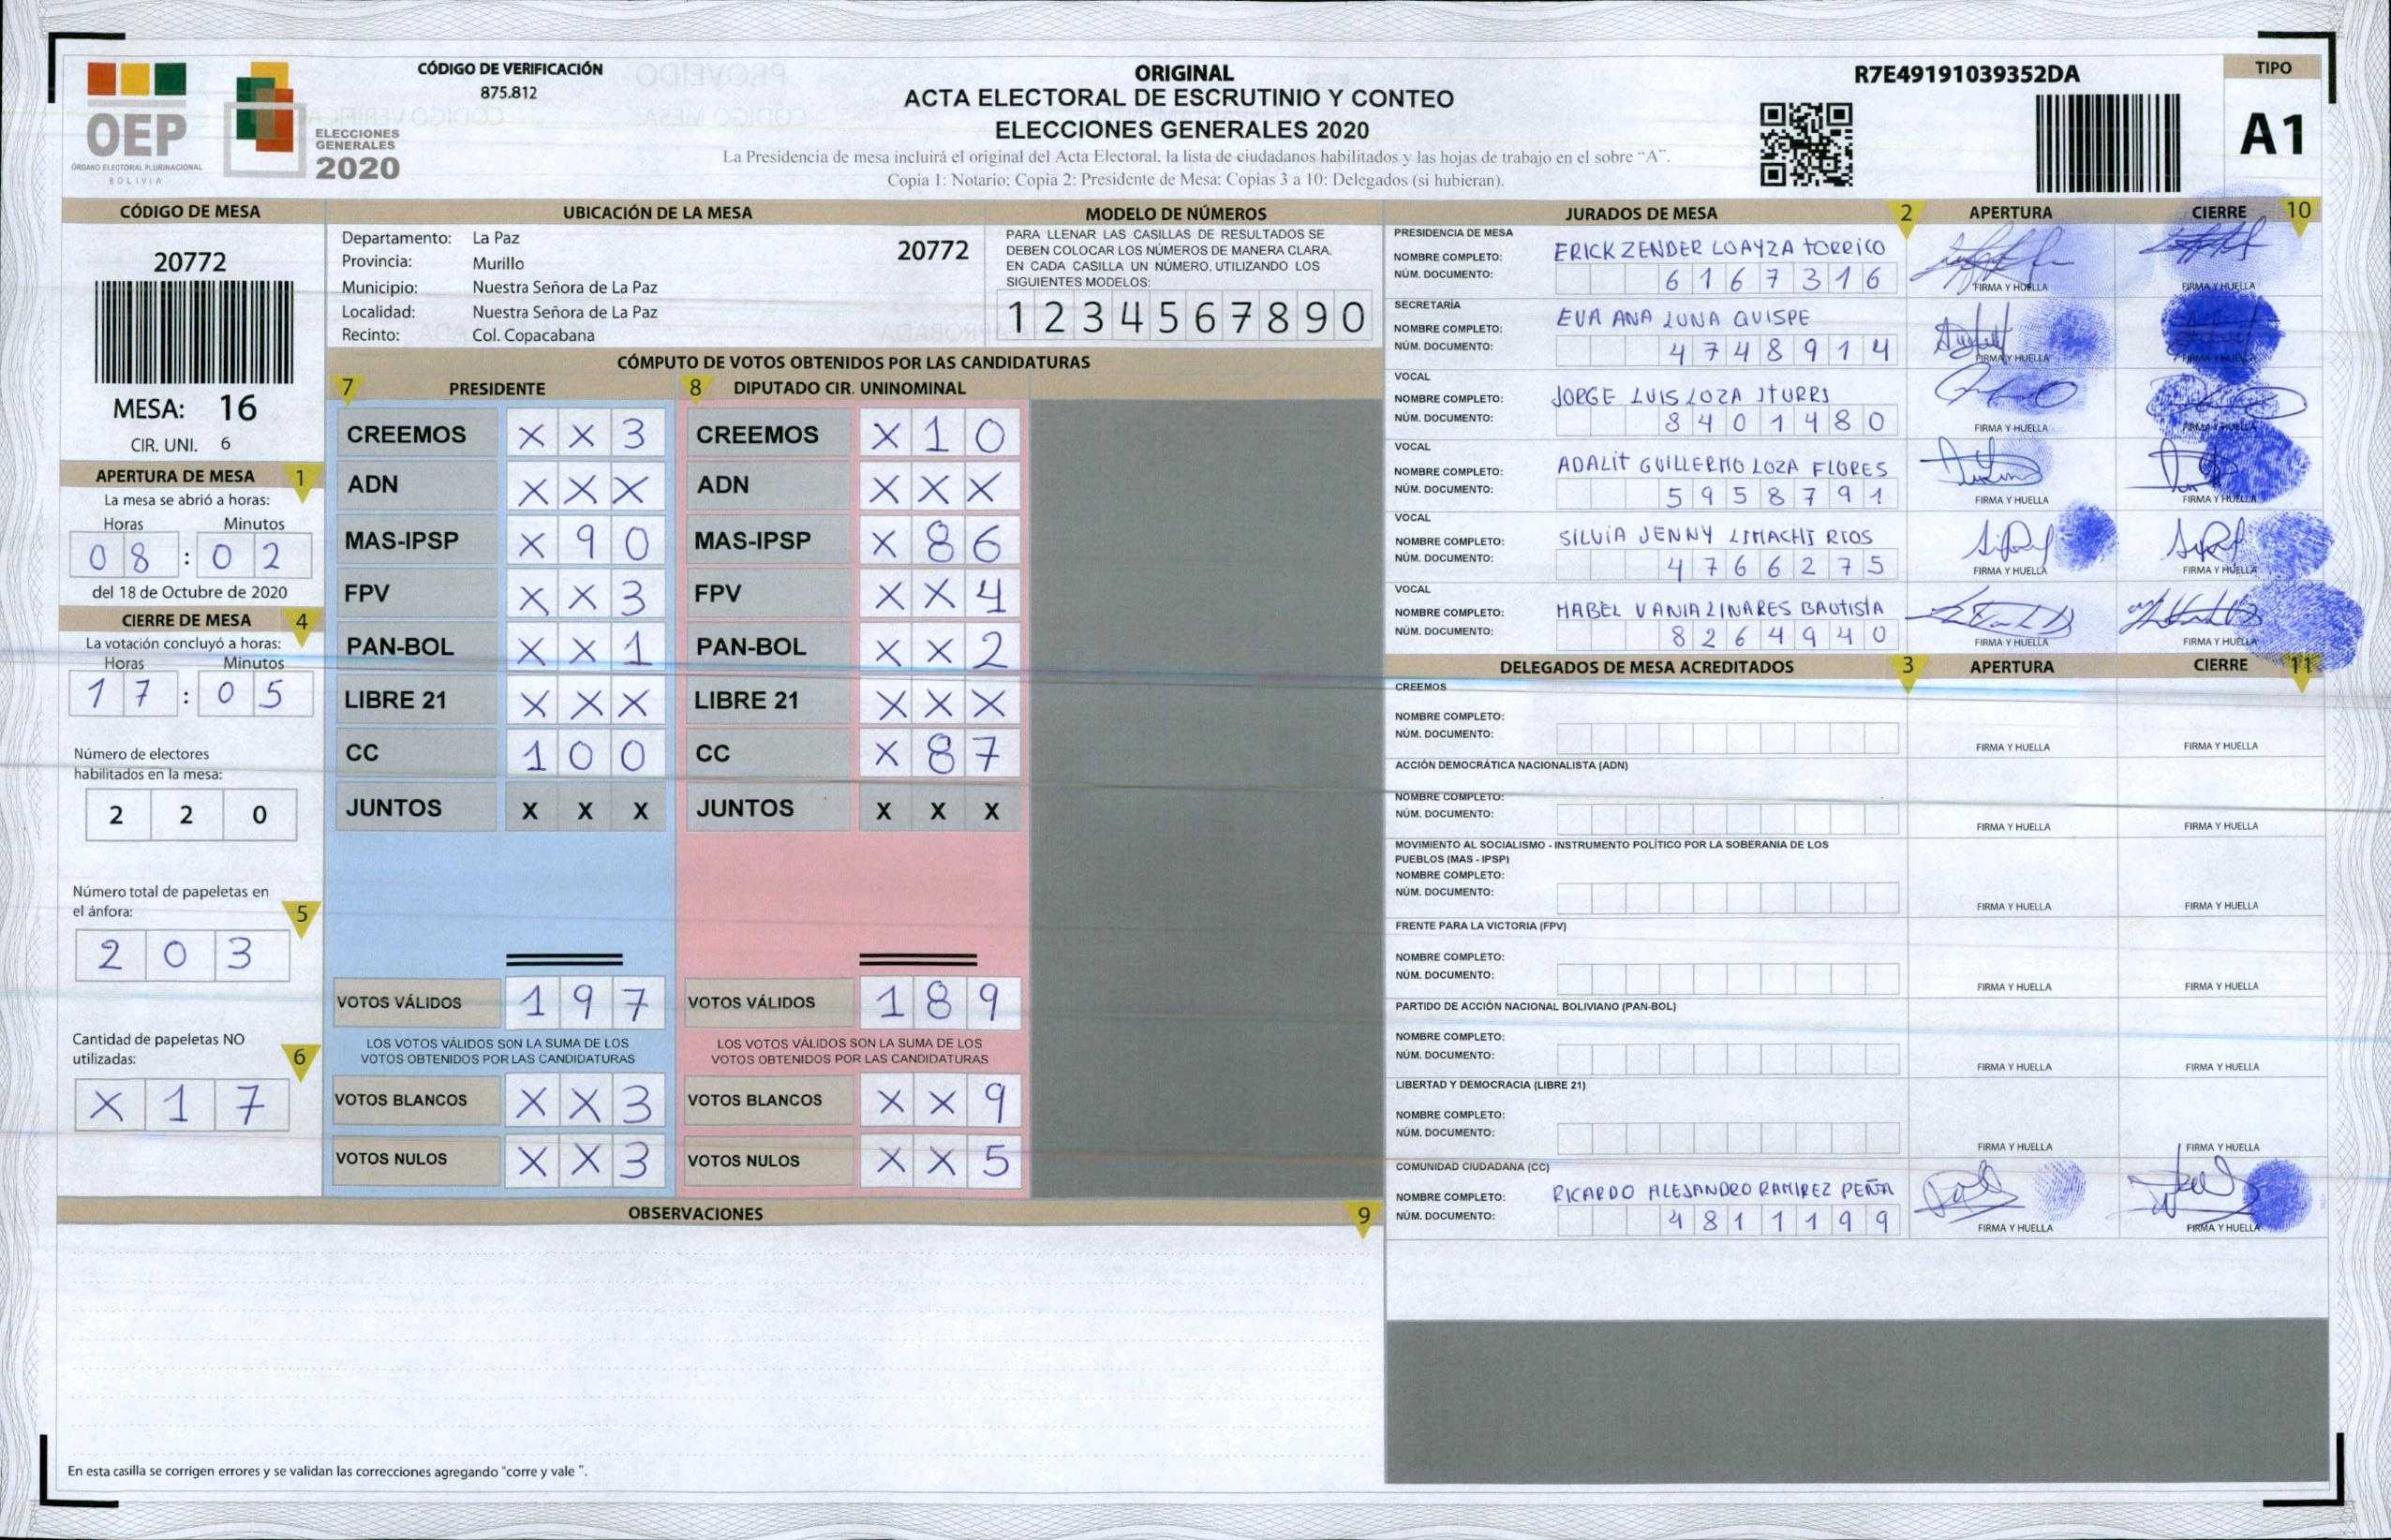 CÓDIGO DE VERIFICACIÓN
875.812
OEP
ÓRGANO ELECTORAL PLURINACIONAL
BOLIVIA
ELECCIONES
GENERALES
2020
ORIGINAL
ACTA ELECTORAL DE ESCRUTINIO Y CONTEO
ELECCIONES GENERALES 2020
La Presidencia de mesa incluirá el original del Acta Electoral, la lista de ciudadanos habilitados y las hojas de trabajo en el sobre "A".
Copia 1: Notario; Copia 2: Presidente de Mesa; Copias 3 a 10: Delegados (si hubieran).
R7E49191039352DA
TIPO
A1
CÓDIGO DE MESA
20772
MESA: 16
CIR. UNI. 6
APERTURA DE MESA 1
La mesa se abrió a horas:
Horas Minutos
08 : 02
del 18 de Octubre de 2020
CIERRE DE MESA 4
La votación concluyó a horas:
Horas Minutos
17 : 05
Número de electores
habilitados en la mesa:
2 2 0
Número total de papeletas en
el ánfora: 5
2 0 3
Cantidad de papeletas NO
utilizadas: 6
X 1 7
UBICACIÓN DE LA MESA
Departamento: La Paz 20772
Provincia: Murillo
Municipio: Nuestra Señora de La Paz
Localidad: Nuestra Señora de La Paz
Recinto: Col. Copacabana
MODELO DE NÚMEROS
PARA LLENAR LAS CASILLAS DE RESULTADOS SE
DEBEN COLOCAR LOS NÚMEROS DE MANERA CLARA,
EN CADA CASILLA UN NÚMERO, UTILIZANDO LOS
SIGUIENTES MODELOS:
1 2 3 4 5 6 7 8 9 0
CÓMPUTO DE VOTOS OBTENIDOS POR LAS CANDIDATURAS
7 PRESIDENTE 8 DIPUTADO CIR. UNINOMINAL
CREEMOS X X 3 CREEMOS X 1 0
ADN X X X ADN X X X
MAS-IPSP X 9 0 MAS-IPSP X 8 6
FPV X X 3 FPV X X 4
PAN-BOL X X 1 PAN-BOL X X 2
LIBRE 21 X X X LIBRE 21 X X X
CC 1 0 0 CC X 8 7
JUNTOS X X X JUNTOS X X X
VOTOS VÁLIDOS 1 9 7 VOTOS VÁLIDOS 1 8 9
LOS VOTOS VÁLIDOS SON LA SUMA DE LOS LOS VOTOS VÁLIDOS SON LA SUMA DE LOS
VOTOS OBTENIDOS POR LAS CANDIDATURAS VOTOS OBTENIDOS POR LAS CANDIDATURAS
VOTOS BLANCOS X X 3 VOTOS BLANCOS X X 9
VOTOS NULOS X X 3 VOTOS NULOS X X 5
OBSERVACIONES 9
En esta casilla se corrigen errores y se validan las correcciones agregando "corre y vale ".
JURADOS DE MESA 2 APERTURA CIERRE 10
PRESIDENCIA DE MESA
NOMBRE COMPLETO: ERICK ZENDER LOAYZA TORRICO
NÚM. DOCUMENTO: 6167316 FIRMA Y HUELLA FIRMA Y HUELLA
SECRETARÍA
NOMBRE COMPLETO: EVA ANA LUNA QUISPE
NÚM. DOCUMENTO: 4748914 FIRMA Y HUELLA FIRMA Y HUELLA
VOCAL
NOMBRE COMPLETO: JORGE LUIS LOZA ITURRI
NÚM. DOCUMENTO: 8401480 FIRMA Y HUELLA FIRMA Y HUELLA
VOCAL
NOMBRE COMPLETO: ADALIT GUILLERMO LOZA FLORES
NÚM. DOCUMENTO: 5958791 FIRMA Y HUELLA FIRMA Y HUELLA
VOCAL
NOMBRE COMPLETO: SILVIA JENNY LIMACHI RIOS
NÚM. DOCUMENTO: 4766275 FIRMA Y HUELLA FIRMA Y HUELLA
VOCAL
NOMBRE COMPLETO: MABEL VANIA LINARES BAUTISTA
NÚM. DOCUMENTO: 8264940 FIRMA Y HUELLA FIRMA Y HUELLA
DELEGADOS DE MESA ACREDITADOS 3 APERTURA CIERRE 11
CREEMOS
NOMBRE COMPLETO:
NÚM. DOCUMENTO: FIRMA Y HUELLA FIRMA Y HUELLA
ACCIÓN DEMOCRÁTICA NACIONALISTA (ADN)
NOMBRE COMPLETO:
NÚM. DOCUMENTO: FIRMA Y HUELLA FIRMA Y HUELLA
MOVIMIENTO AL SOCIALISMO - INSTRUMENTO POLÍTICO POR LA SOBERANIA DE LOS
PUEBLOS (MAS - IPSP)
NOMBRE COMPLETO:
NÚM. DOCUMENTO: FIRMA Y HUELLA FIRMA Y HUELLA
FRENTE PARA LA VICTORIA (FPV)
NOMBRE COMPLETO:
NÚM. DOCUMENTO: FIRMA Y HUELLA FIRMA Y HUELLA
PARTIDO DE ACCIÓN NACIONAL BOLIVIANO (PAN-BOL)
NOMBRE COMPLETO:
NÚM. DOCUMENTO: FIRMA Y HUELLA FIRMA Y HUELLA
LIBERTAD Y DEMOCRACIA (LIBRE 21)
NOMBRE COMPLETO:
NÚM. DOCUMENTO: FIRMA Y HUELLA FIRMA Y HUELLA
COMUNIDAD CIUDADANA (CC)
NOMBRE COMPLETO: RICARDO ALEJANDRO RAMIREZ PEÑA
NÚM. DOCUMENTO: 4811199 FIRMA Y HUELLA FIRMA Y HUELLA